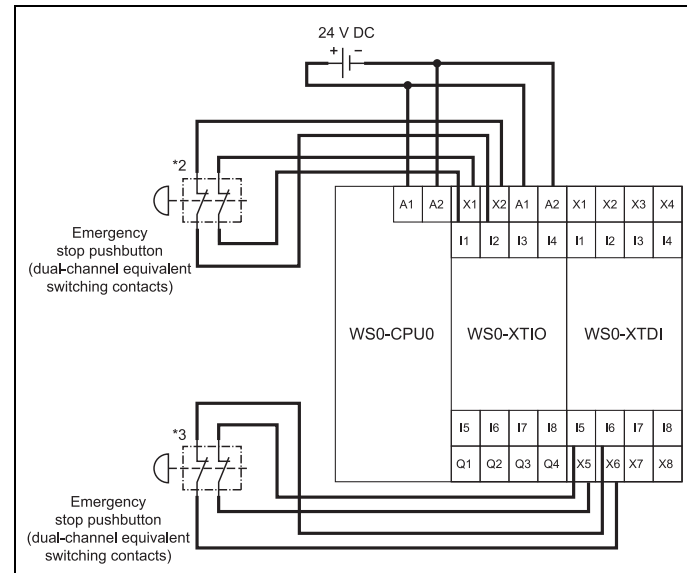 24 V DC
+ −
*2
Emergency
stop pushbutton
(dual-channel equivalent
switching contacts)
A1 A2 X1 X2 A1 A2 X1 X2 X3 X4
I1 I2 I3 I4 I1 I2 I3 I4
WS0-CPU0 WS0-XTIO WS0-XTDI
I5 I6 I7 I8 I5 I6 I7 I8
Q1 Q2 Q3 Q4 X5 X6 X7 X8
*3
Emergency
stop pushbutton
(dual-channel equivalent
switching contacts)